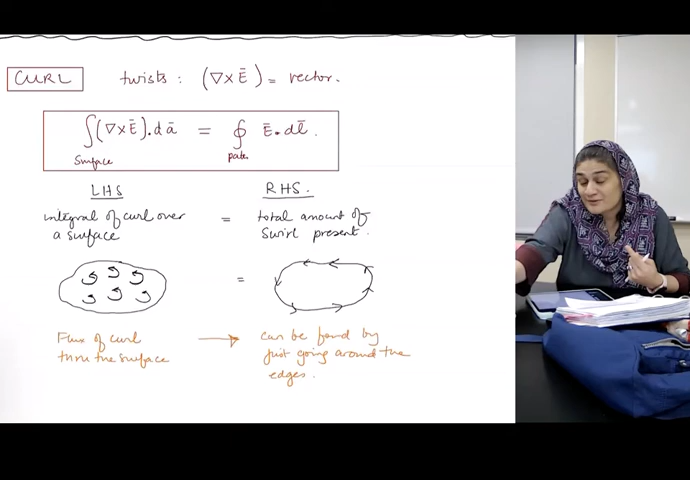 CURL twists : (∇×Ē) = vector.
∫(∇×Ē).dā = ∮ Ē.dl̄.
Surface path
LHS RHS.
integral of curl over = total amount of
a surface swirl present.
=
Flux of curl can be found by
thru the surface just going around the
edges.